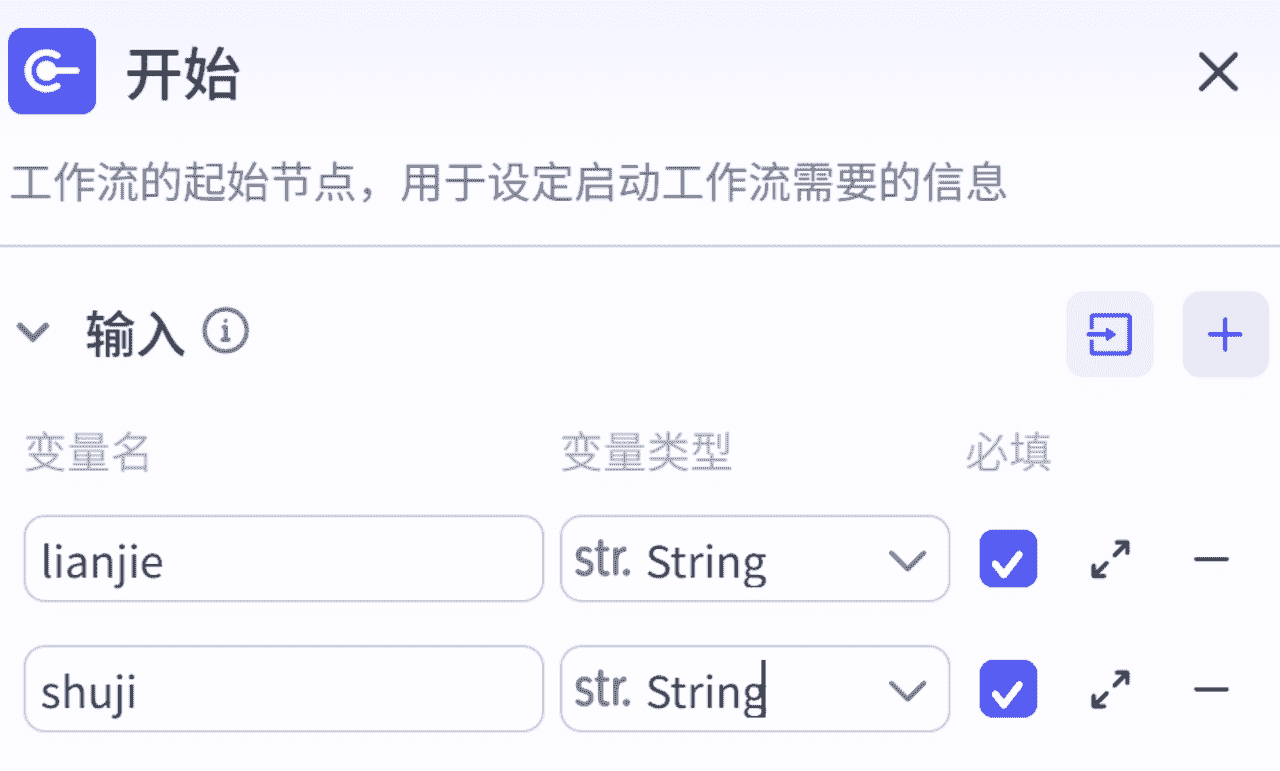 开始
工作流的起始节点，用于设定启动工作流需要的信息
输入
变量名 变量类型 必填
lianjie str. String
shuji str. String